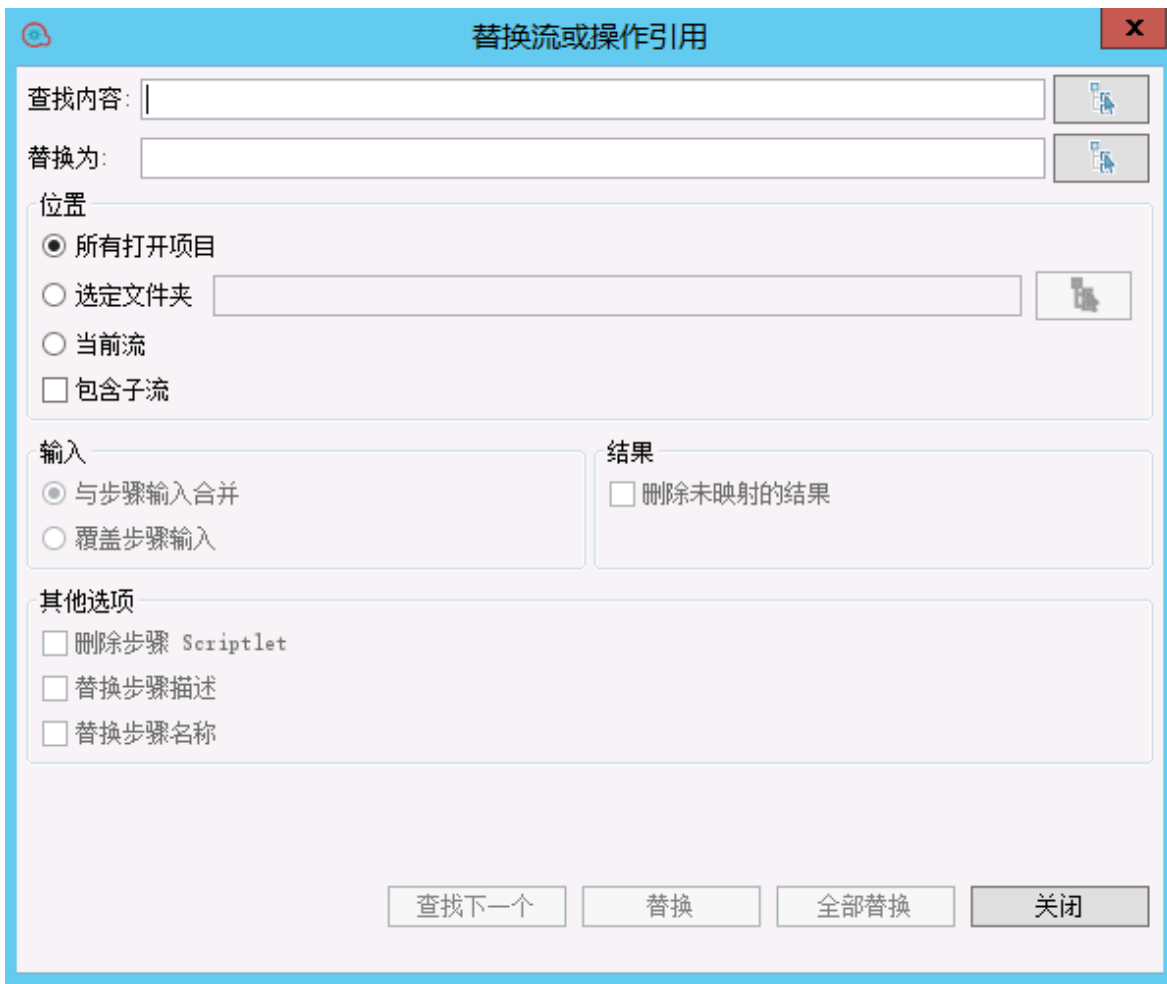 替换流或操作引用
x
查找内容:
替换为:
位置
所有打开项目
选定文件夹
当前流
包含子流
输入
与步骤输入合并
覆盖步骤输入
结果
删除未映射的结果
其他选项
删除步骤 Scriptlet
替换步骤描述
替换步骤名称
查找下一个 替换 全部替换 关闭